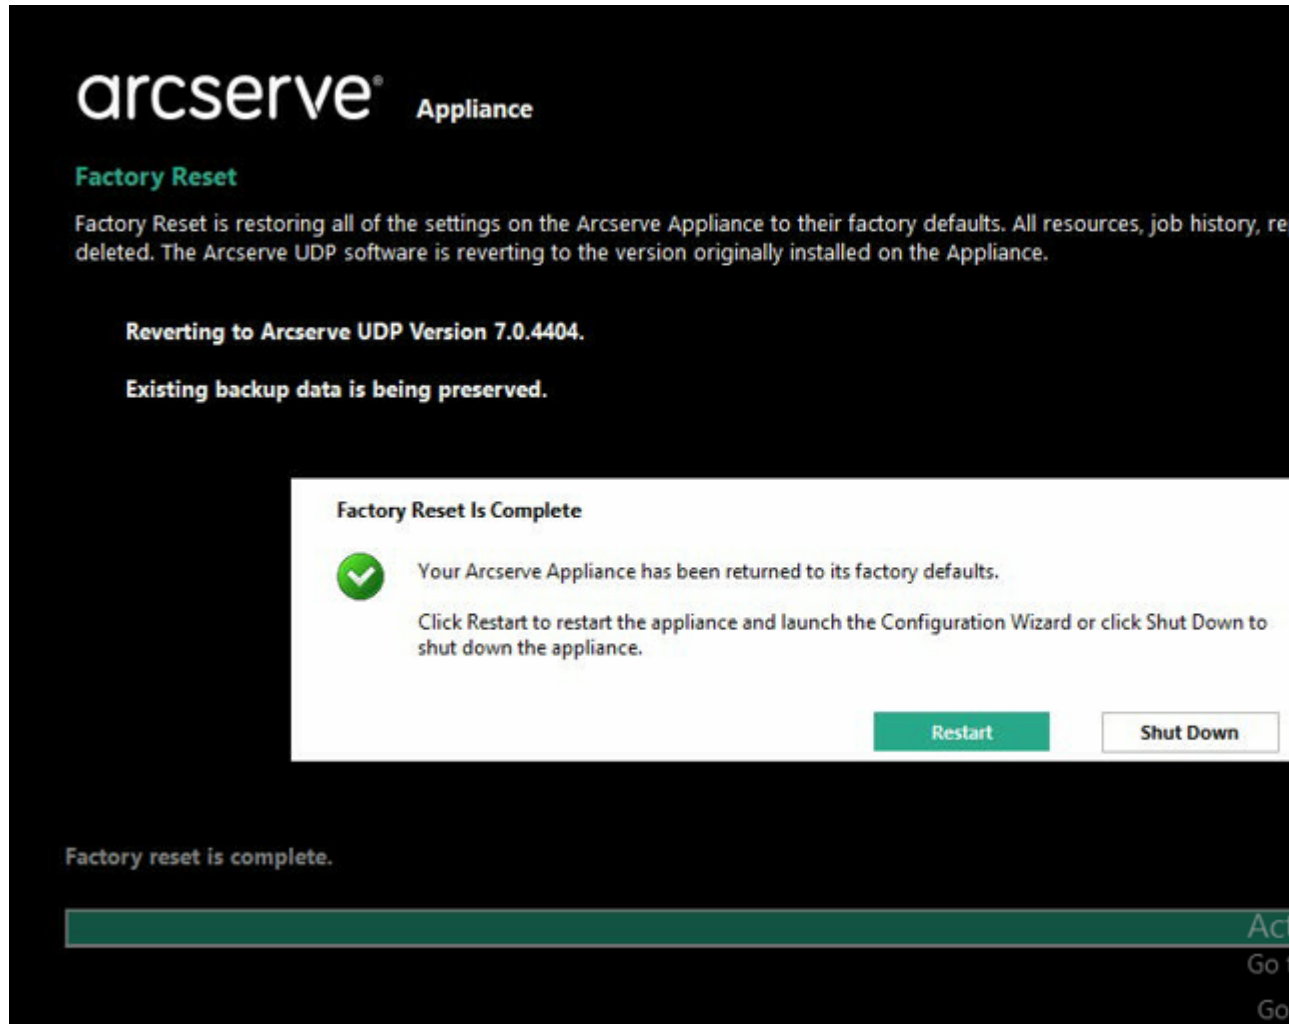 arcserve® Appliance
Factory Reset
Factory Reset is restoring all of the settings on the Arcserve Appliance to their factory defaults. All resources, job history,
deleted. The Arcserve UDP software is reverting to the version originally installed on the Appliance.
Reverting to Arcserve UDP Version 7.0.4404.
Existing backup data is being preserved.
Factory Reset Is Complete
Your Arcserve Appliance has been returned to its factory defaults.
Click Restart to restart the appliance and launch the Configuration Wizard or click Shut Down to
shut down the appliance.
Restart Shut Down
Factory reset is complete.
Go